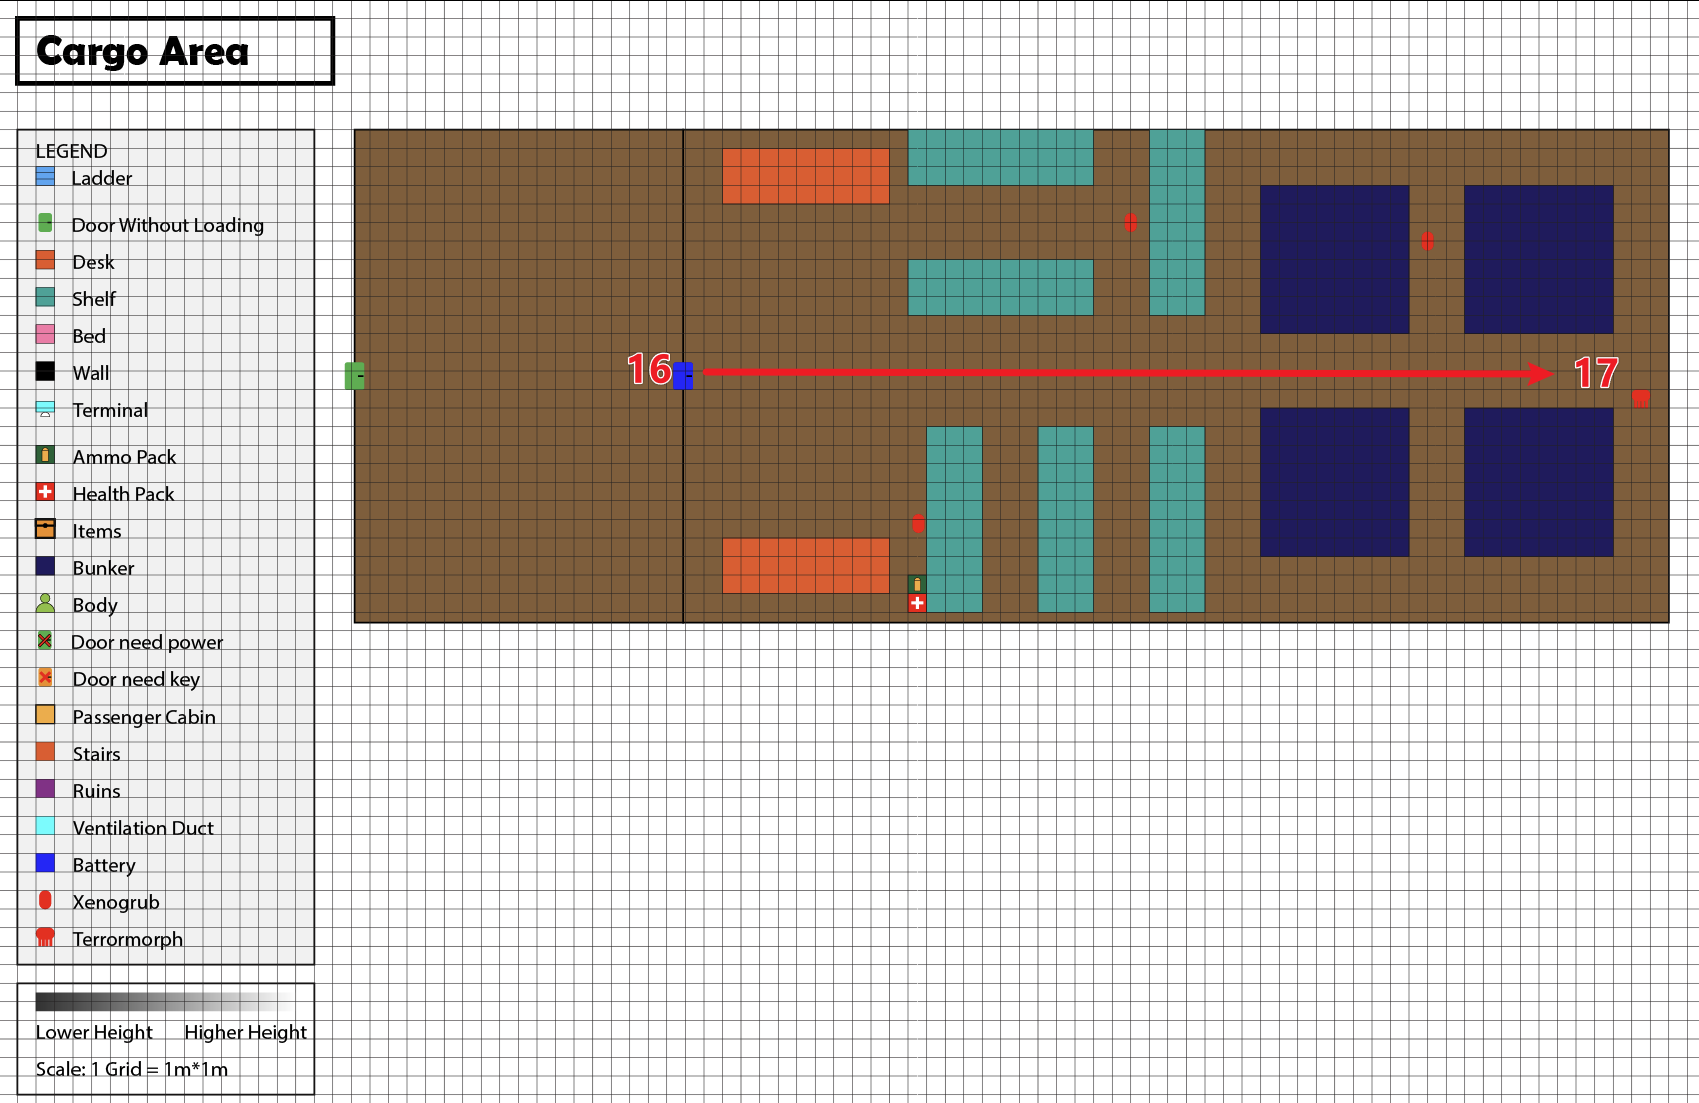 Cargo Area
LEGEND
Ladder
Door Without Loading
Desk
Shelf
Bed
Wall
Terminal
Ammo Pack
Health Pack
Items
Bunker
Body
Door need power
Door need key
Passenger Cabin
Stairs
Ruins
Ventilation Duct
Battery
Xenogrub
Terrormorph
Lower Height Higher Height
Scale: 1 Grid = 1m*1m
16
17